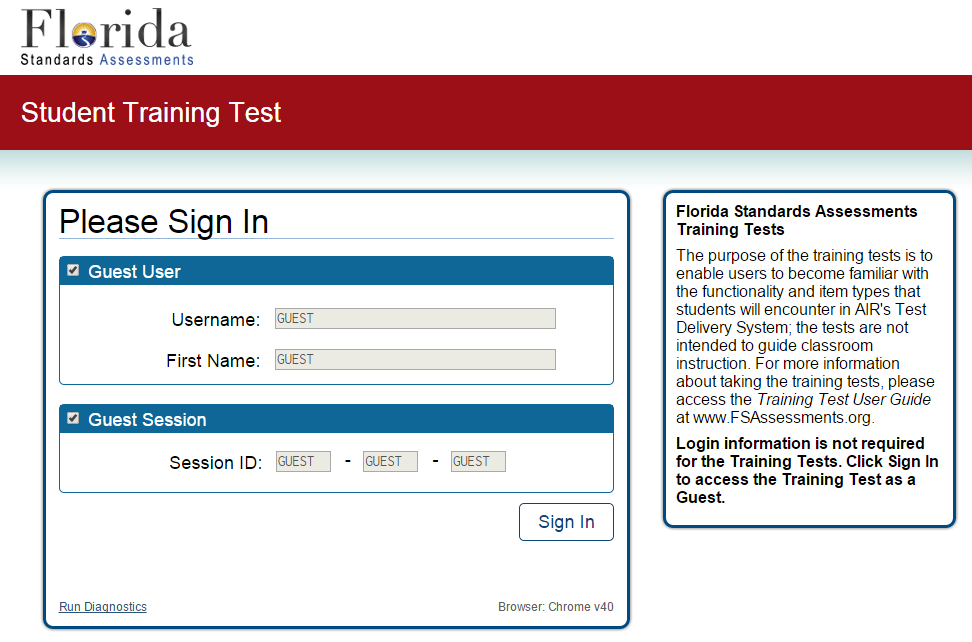 Florida
Standards Assessments
Student Training Test
Please Sign In
Guest User
Username: GUEST
First Name: GUEST
Guest Session
Session ID: GUEST - GUEST - GUEST
Sign In
Run Diagnostics
Browser: Chrome v40
Florida Standards Assessments
Training Tests
The purpose of the training tests is to
enable users to become familiar with
the functionality and item types that
students will encounter in AIR's Test
Delivery System; the tests are not
intended to guide classroom
instruction. For more information
about taking the training tests, please
access the Training Test User Guide
at www.FSAssessments.org.
Login information is not required
for the Training Tests. Click Sign In
to access the Training Test as a
Guest.